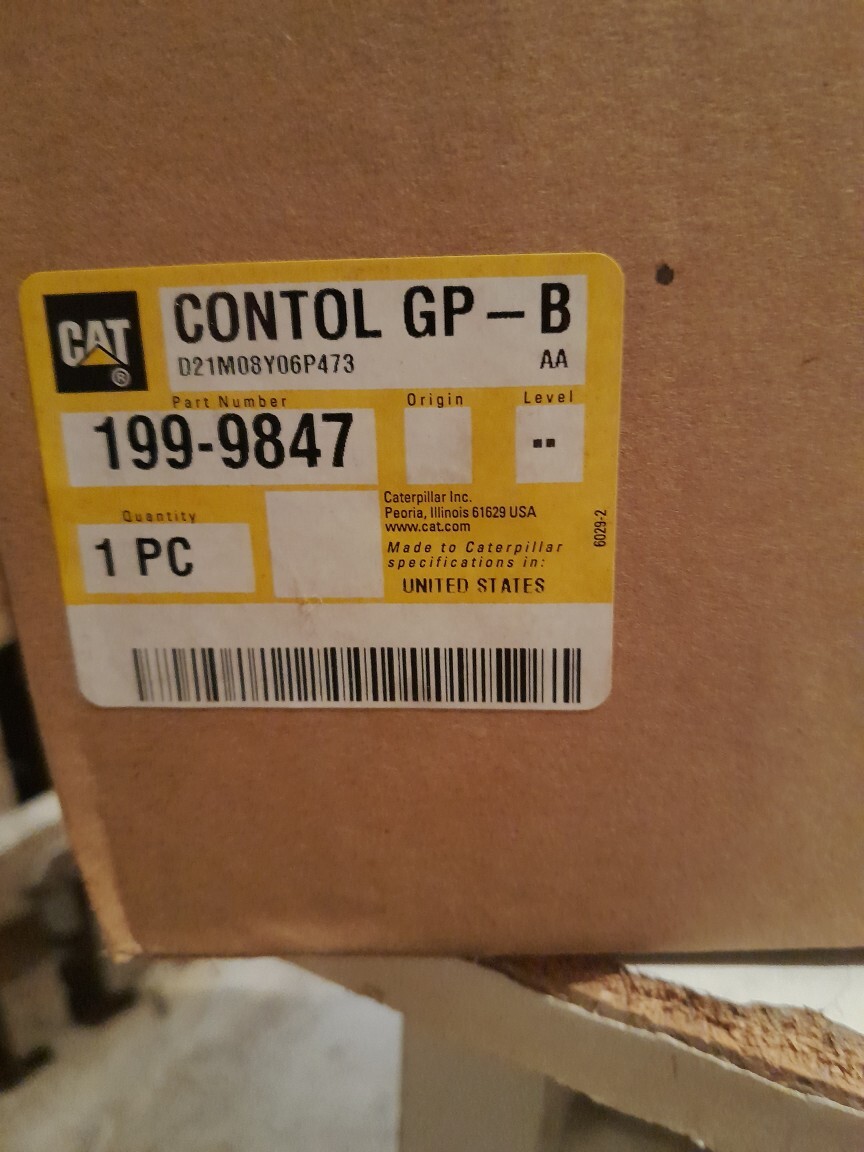 CAT®
CONTOL GP-B
D21M08Y06P473 AA
Part Number Origin Level
199-9847 --
Quantity
1 PC
Caterpillar Inc.
Peoria, Illinois 61629 USA
www.cat.com
Made to Caterpillar
specifications in:
UNITED STATES
6029-2